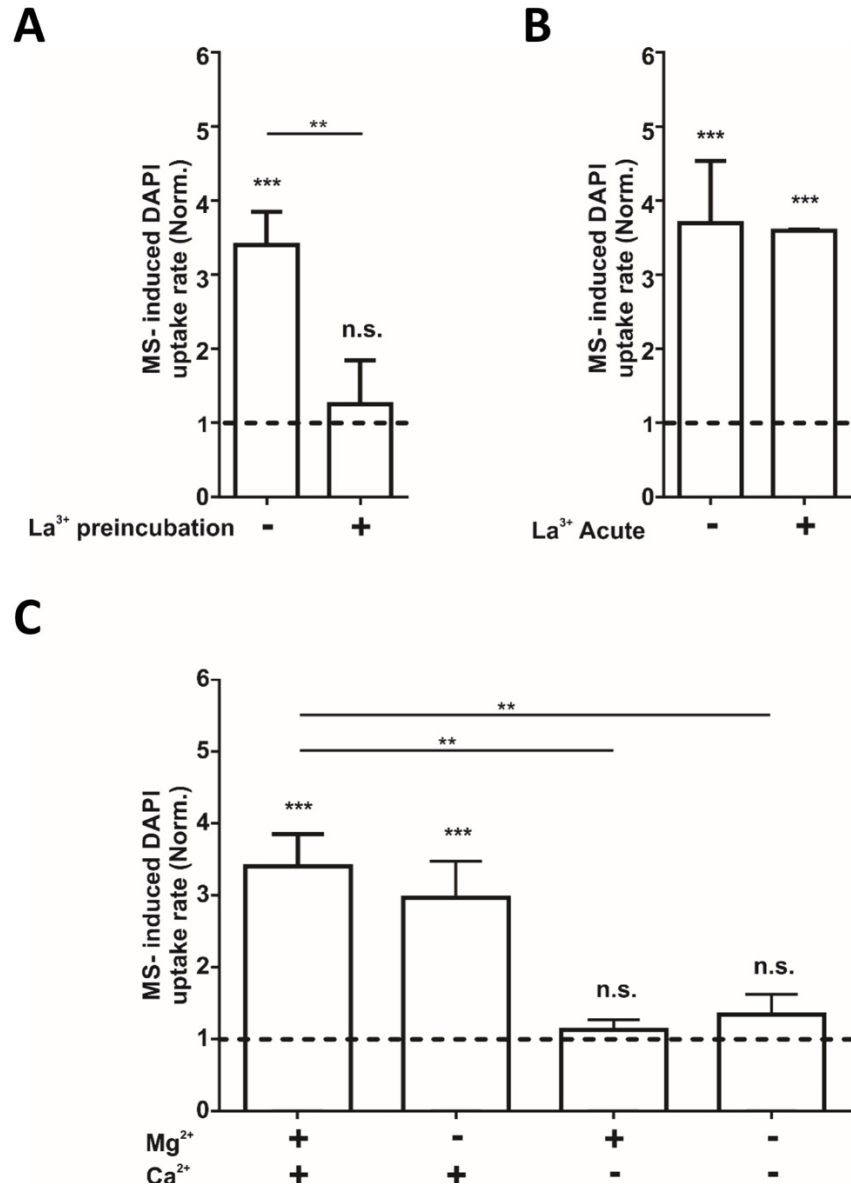 A
B
6
5
4
3
2
1
0
MS- induced DAPI
uptake rate (Norm.)
**
***
n.s.
La³⁺ preincubation - +
6
5
4
3
2
1
0
MS- induced DAPI
uptake rate (Norm.)
***
***
La³⁺ Acute - +
C
6
5
4
3
2
1
0
MS- induced DAPI
uptake rate (Norm.)
**
**
***
***
n.s.
n.s.
Mg²⁺ + - + -
Ca²⁺ + + - -